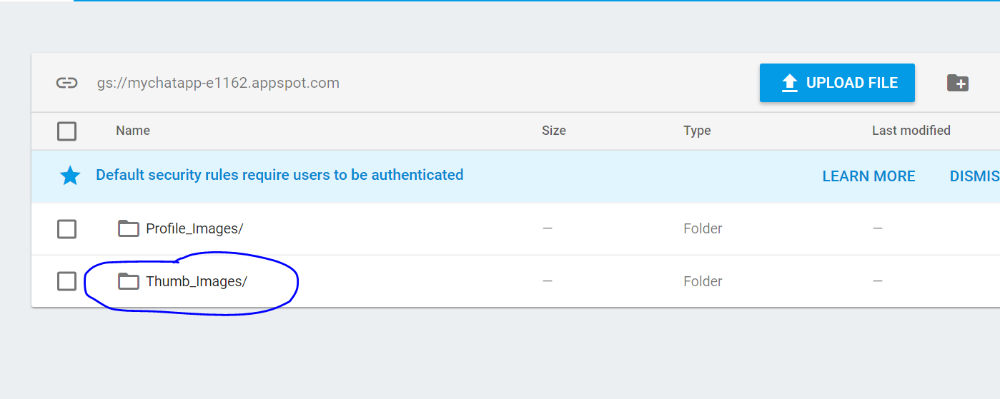 gs://mychatapp-e1162.appspot.com UPLOAD FILE
Name Size Type Last modified
Default security rules require users to be authenticated LEARN MORE DISMIS
Profile_Images/ — Folder —
Thumb_Images/ — Folder —